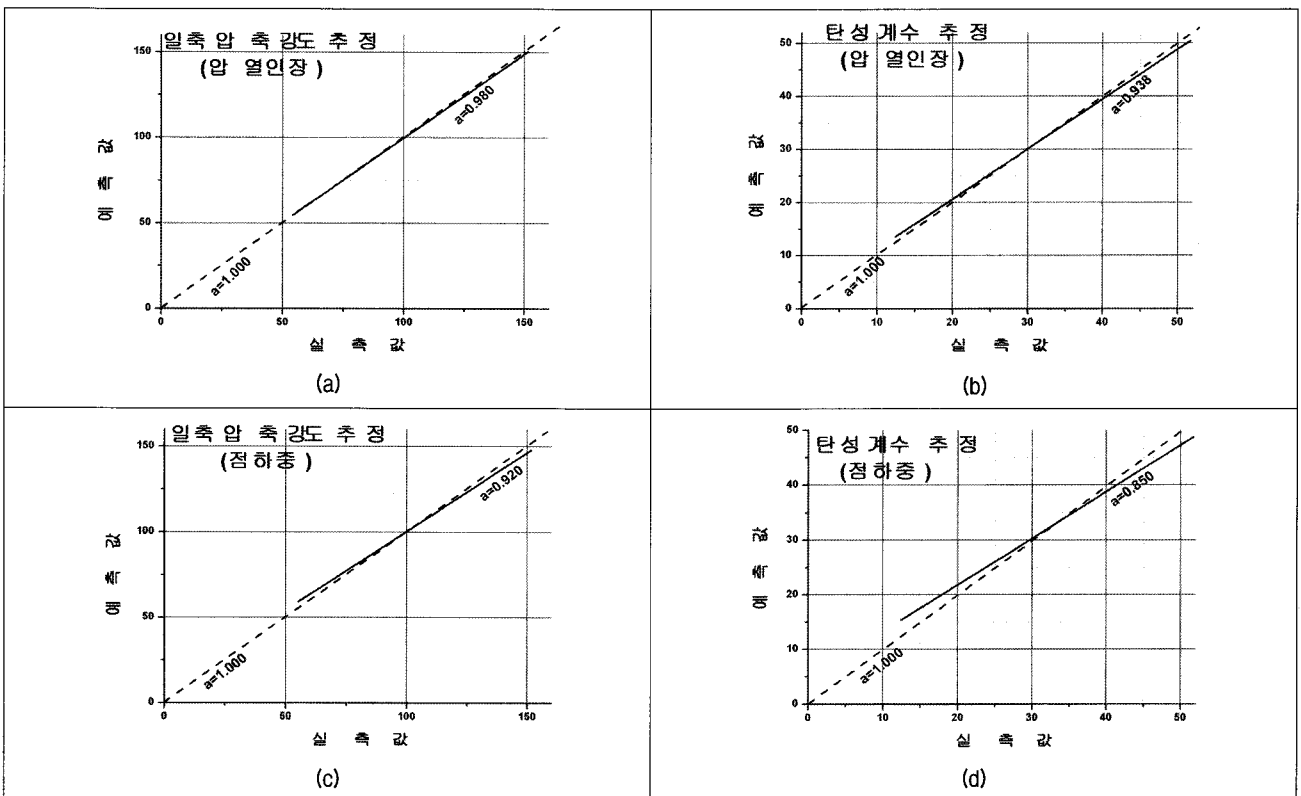 일축압 축강도 추정
(압 열인장)
150
100
50
0
예 측 값
a=0.980
a=1.000
0 50 100 150
실 측 값
(a)
탄성계수 추정
(압 열인장)
50
40
30
20
10
0
예 측 값
a=0.938
a=1.000
0 10 20 30 40 50
실 측 값
(b)
일축압 축강도 추정
(점하중)
150
100
50
0
예 측 값
a=0.920
a=1.000
0 50 100 150
실 측 값
(c)
탄성계수 추정
(점하중)
50
40
30
20
10
0
예 측 값
a=0.850
a=1.000
0 10 20 30 40 50
실 측 값
(d)